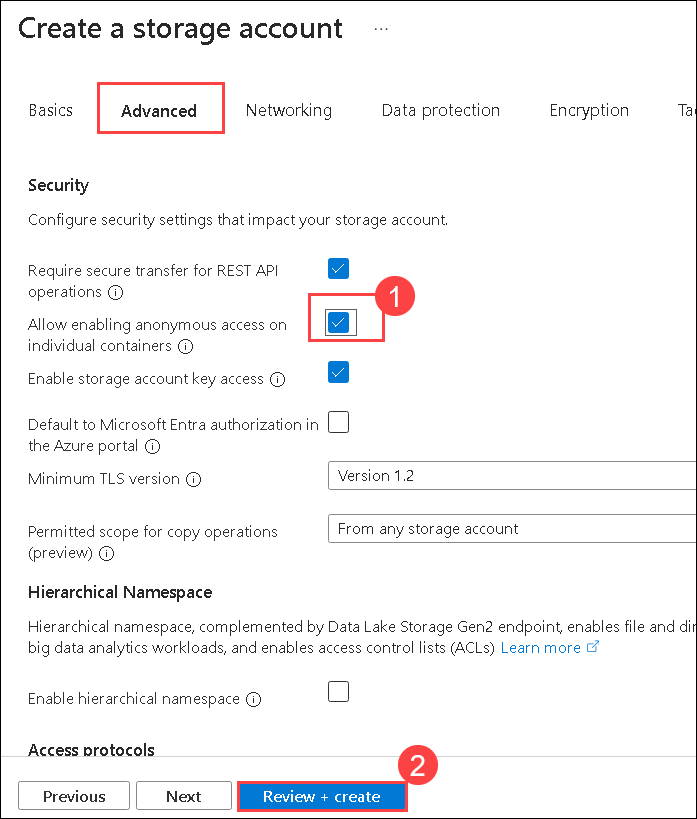 Create a storage account ...
Basics Advanced Networking Data protection Encryption Ta
Security
Configure security settings that impact your storage account.
Require secure transfer for REST API
operations
1
Allow enabling anonymous access on
individual containers
Enable storage account key access
Default to Microsoft Entra authorization in
the Azure portal
Minimum TLS version Version 1.2
Permitted scope for copy operations From any storage account
(preview)
Hierarchical Namespace
Hierarchical namespace, complemented by Data Lake Storage Gen2 endpoint, enables file and dir
big data analytics workloads, and enables access control lists (ACLs) Learn more
Enable hierarchical namespace
Access protocols
2
Previous Next Review + create